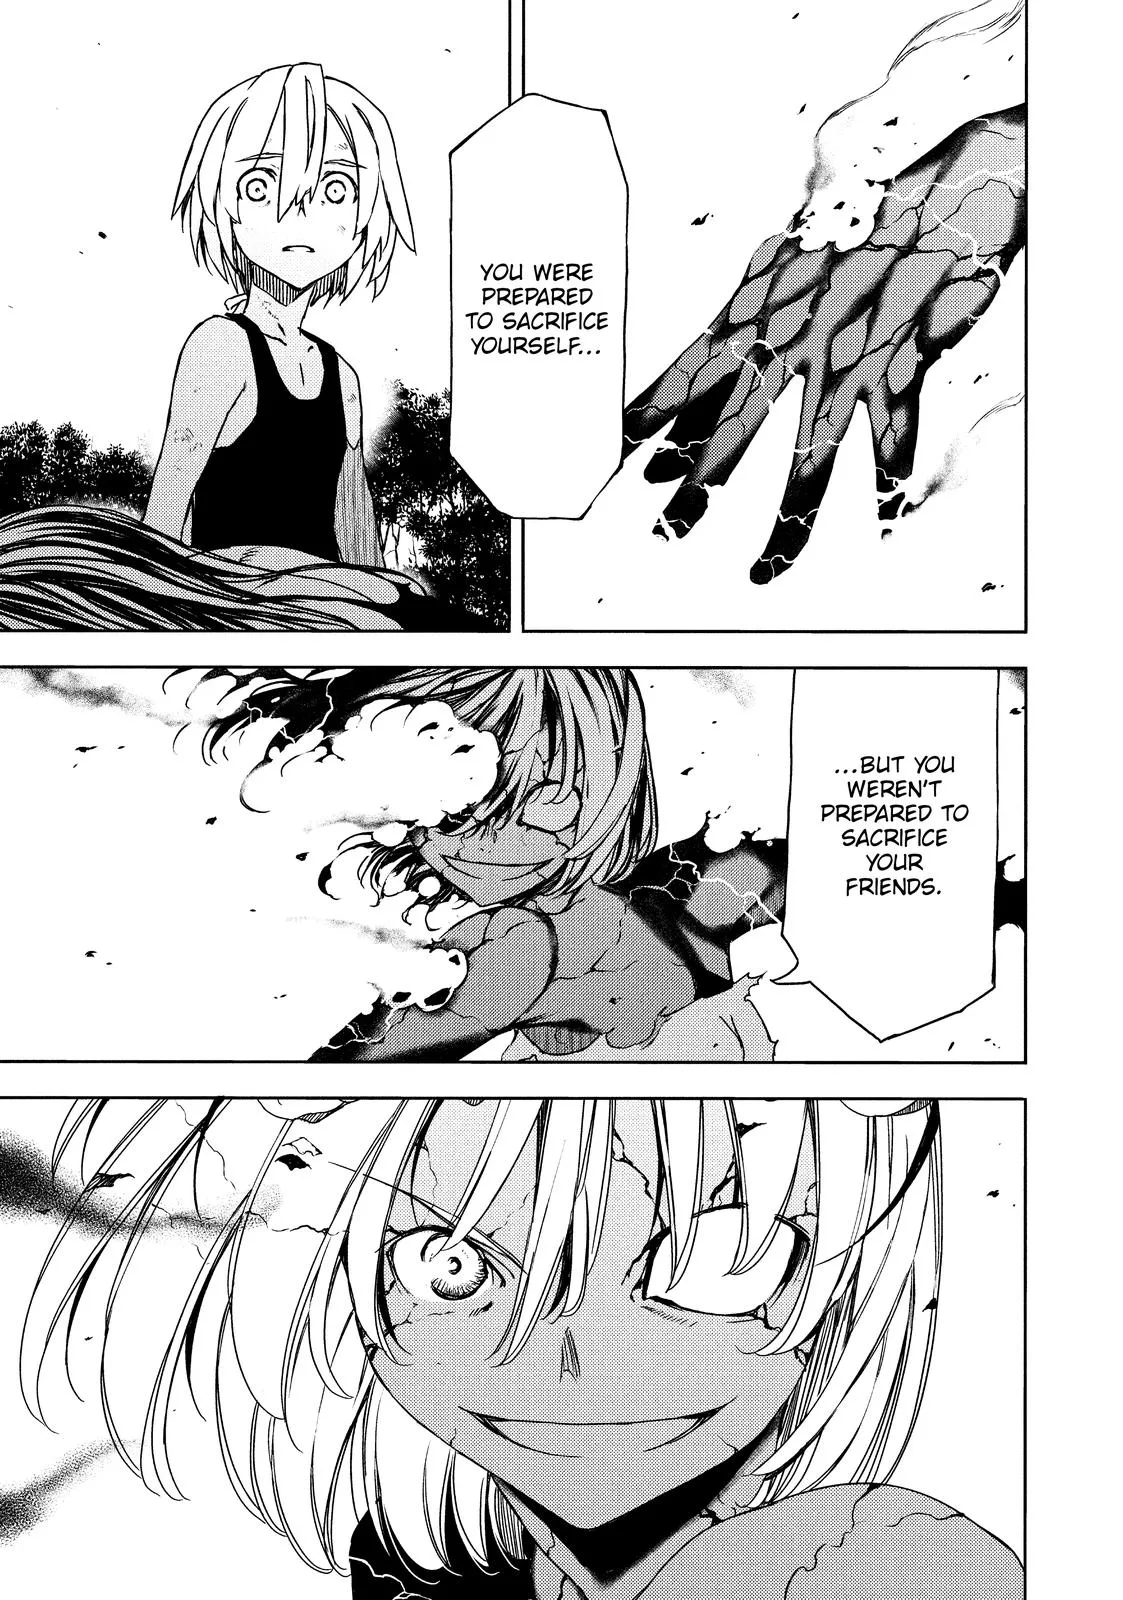 YOU WERE
PREPARED
TO SACRIFICE
YOURSELF...
...BUT YOU
WEREN'T
PREPARED TO
SACRIFICE
YOUR
FRIENDS.